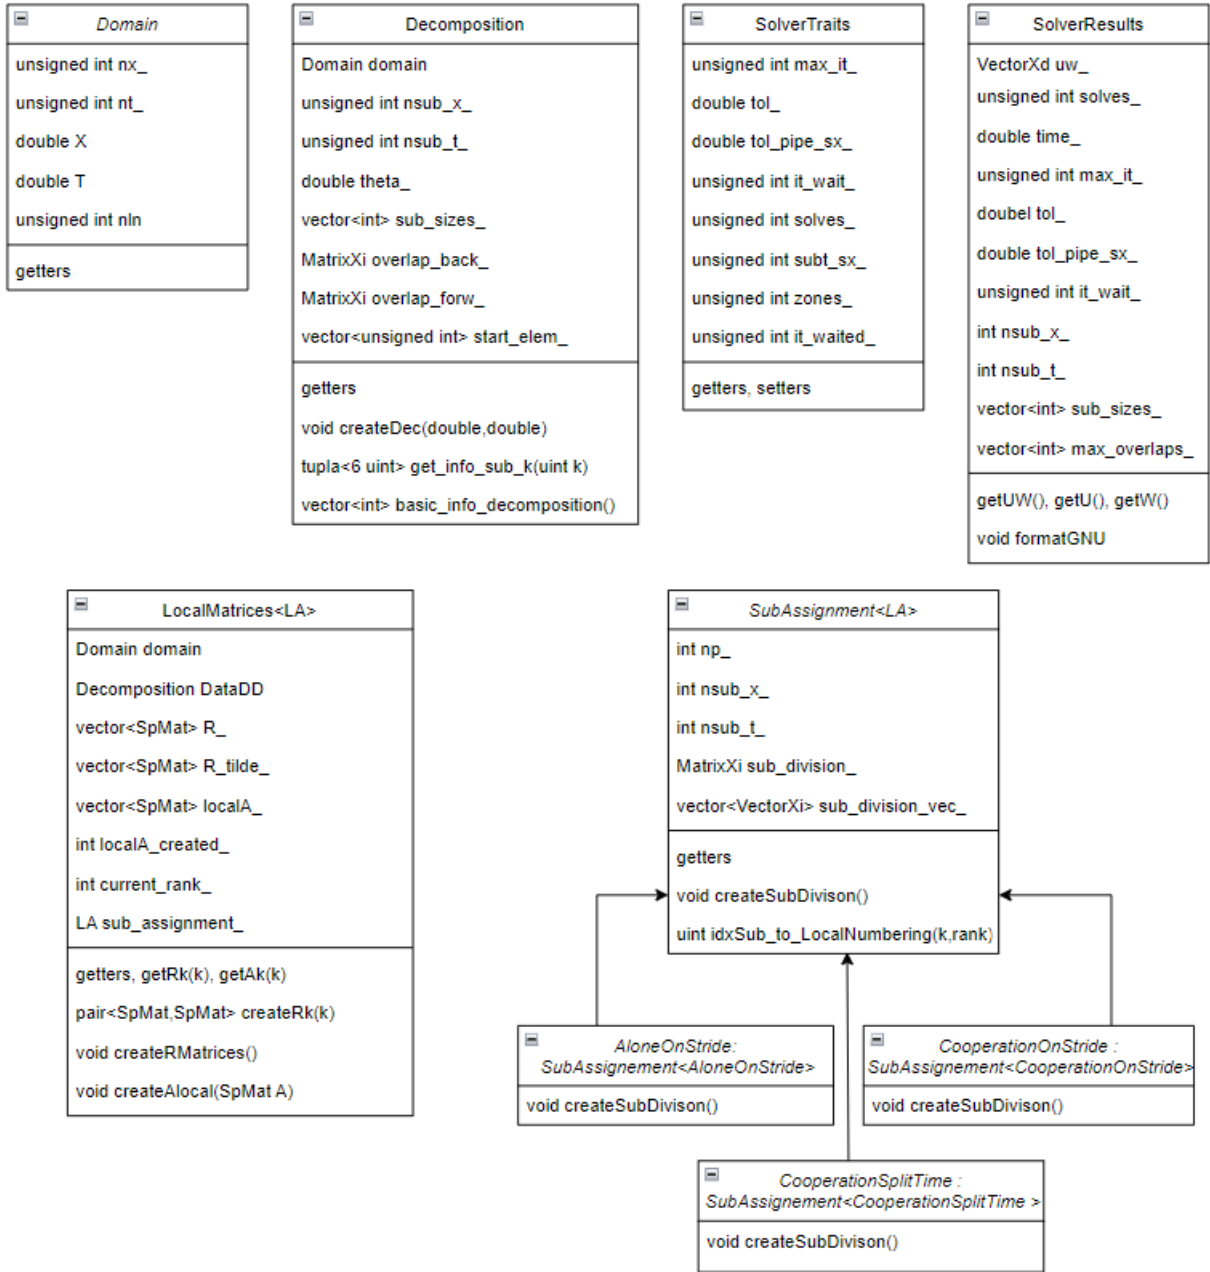 Domain
unsigned int nx_
unsigned int nt_
double X
double T
unsigned int nln
getters
Decomposition
Domain domain
unsigned int nsub_x_
unsigned int nsub_t_
double theta_
vector<int> sub_sizes_
MatrixXi overlap_back_
MatrixXi overlap_forw_
vector<unsigned int> start_elem_
getters
void createDec(double,double)
tupla<6 uint> get_info_sub_k(uint k)
vector<int> basic_info_decomposition()
SolverTraits
unsigned int max_it_
double tol_
double tol_pipe_sx_
unsigned int it_wait_
unsigned int solves_
unsigned int subt_sx_
unsigned int zones_
unsigned int it_waited_
getters, setters
SolverResults
VectorXd uw_
unsigned int solves_
double time_
unsigned int max_it_
doubel tol_
double tol_pipe_sx_
unsigned int it_wait_
int nsub_x_
int nsub_t_
vector<int> sub_sizes_
vector<int> max_overlaps_
getUW(), getU(), getW()
void formatGNU
LocalMatrices<LA>
Domain domain
Decomposition DataDD
vector<SpMat> R_
vector<SpMat> R_tilde_
vector<SpMat> localA_
int localA_created_
int current_rank_
LA sub_assignment_
getters, getRk(k), getAk(k)
pair<SpMat,SpMat> createRk(k)
void createRMatrices()
void createAlocal(SpMat A)
SubAssignment<LA>
int np_
int nsub_x_
int nsub_t_
MatrixXi sub_division_
vector<VectorXi> sub_division_vec_
getters
void createSubDivison()
uint idxSub_to_LocalNumbering(k,rank)
AloneOnStride:
SubAssignement<AloneOnStride>
void createSubDivison()
CooperationOnStride :
SubAssignement<CooperationOnStride>
void createSubDivison()
CooperationSplitTime :
SubAssignement<CooperationSplitTime >
void createSubDivison()